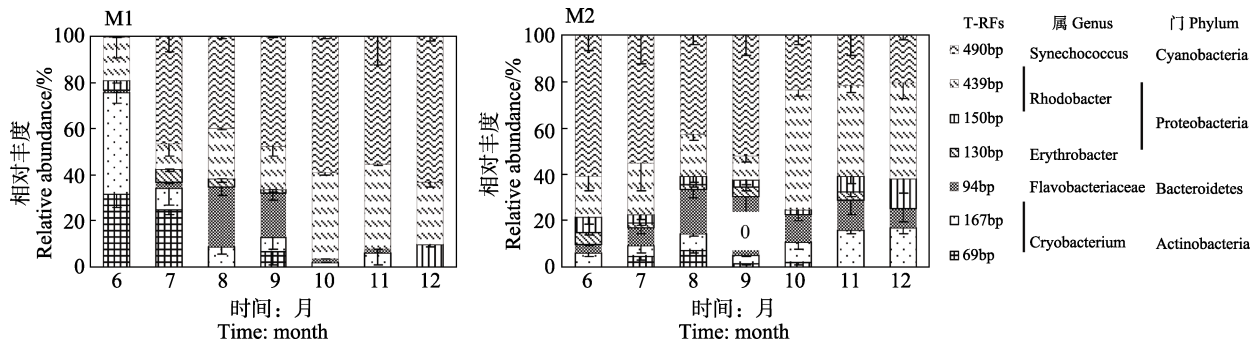 M1
100
80
60
40
20
0
相对丰度
Relative abundance/%
6 7 8 9 10 11 12
时间：月
Time: month
M2
100
80
60
40
20
0
相对丰度
Relative abundance/%
0
6 7 8 9 10 11 12
时间：月
Time: month
T-RFs 属 Genus 门 Phylum
490bp Synechococcus Cyanobacteria
439bp
Rhodobacter
150bp Proteobacteria
130bp Erythrobacter
94bp Flavobacteriaceae Bacteroidetes
167bp
Cryobacterium Actinobacteria
69bp